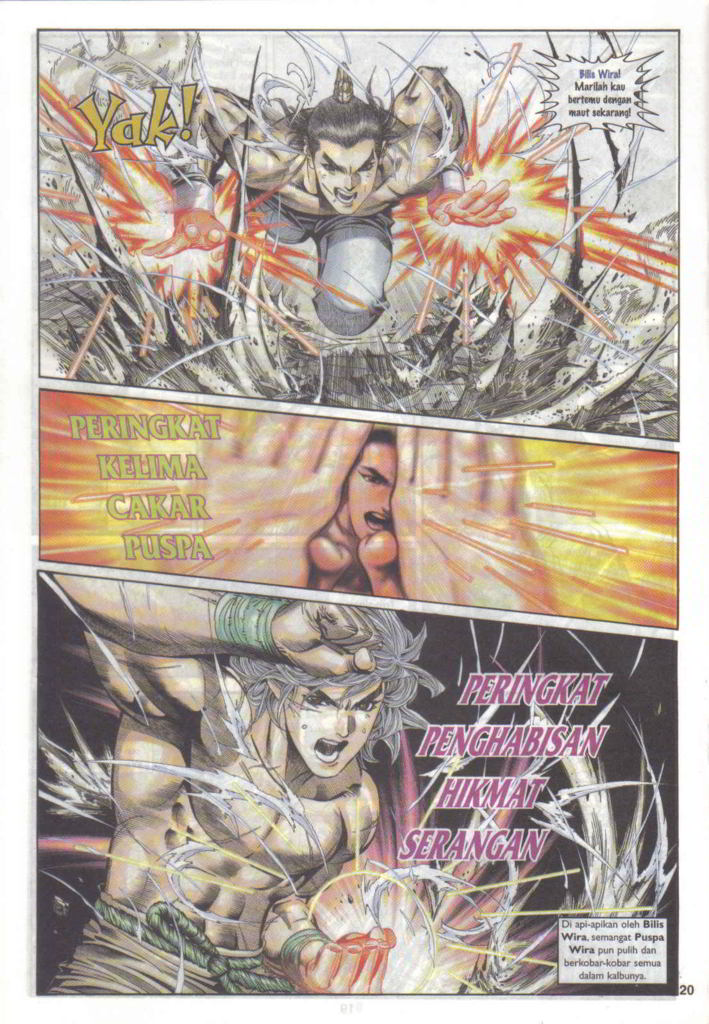 Yak!
Bilis Wira!
Marilah kau
bertemu dengan
maut sekarang!
PERINGKAT
KELIMA
CAKAR
PUSPA
PERINGKAT
PENGHABISAN
HIKMAT
SERANGAN
Di api-apikan oleh Bilis
Wira, semangat Puspa
Wira pun pulih dan
berkobar-kobar semua
dalam kalbunya.
20